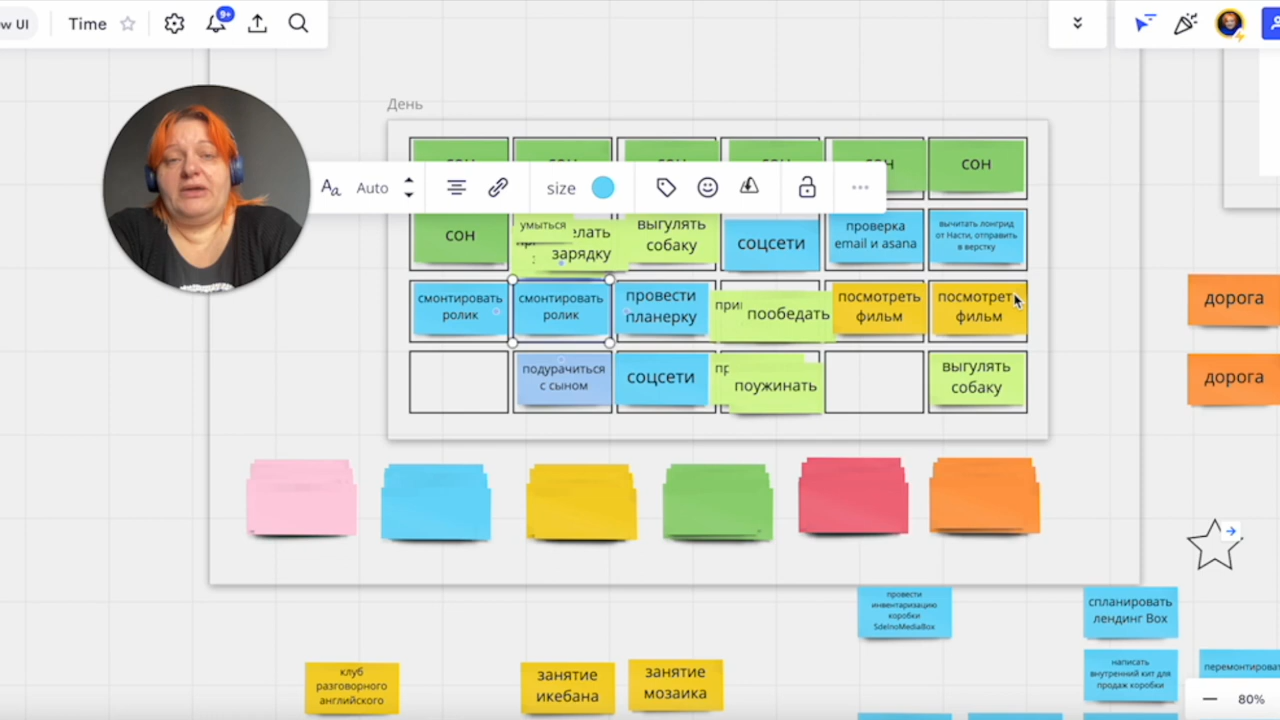 UI
Time
9+
День
Aa
Auto
size
сон
сон
сон
умыться
зарядку
выгулять
собаку
соцсети
проверка
email и asana
вычитать лонгрид
от Насти, отправить
в верстку
смонтировать
ролик
смонтировать
ролик
провести
планерку
пообедать
посмотреть
фильм
посмотреть
фильм
подурачиться
с сыном
соцсети
поужинать
выгулять
собаку
дорога
дорога
провести
инвентаризацию
коробки
SdelnoMediaBox
спланировать
лендинг Box
написать
внутренний кит для
продаж коробки
клуб
разговорного
английского
занятие
икебана
занятие
мозаика
80%